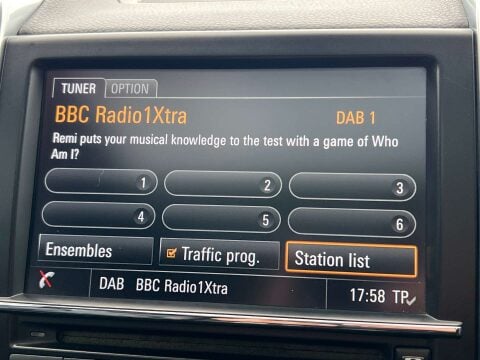 TUNER OPTION
BBC Radio1Xtra DAB 1
Remi puts your musical knowledge to the test with a game of Who
Am I?
1 2 3
4 5 6
Ensembles Traffic prog. Station list
DAB BBC Radio1Xtra 17:58 TP